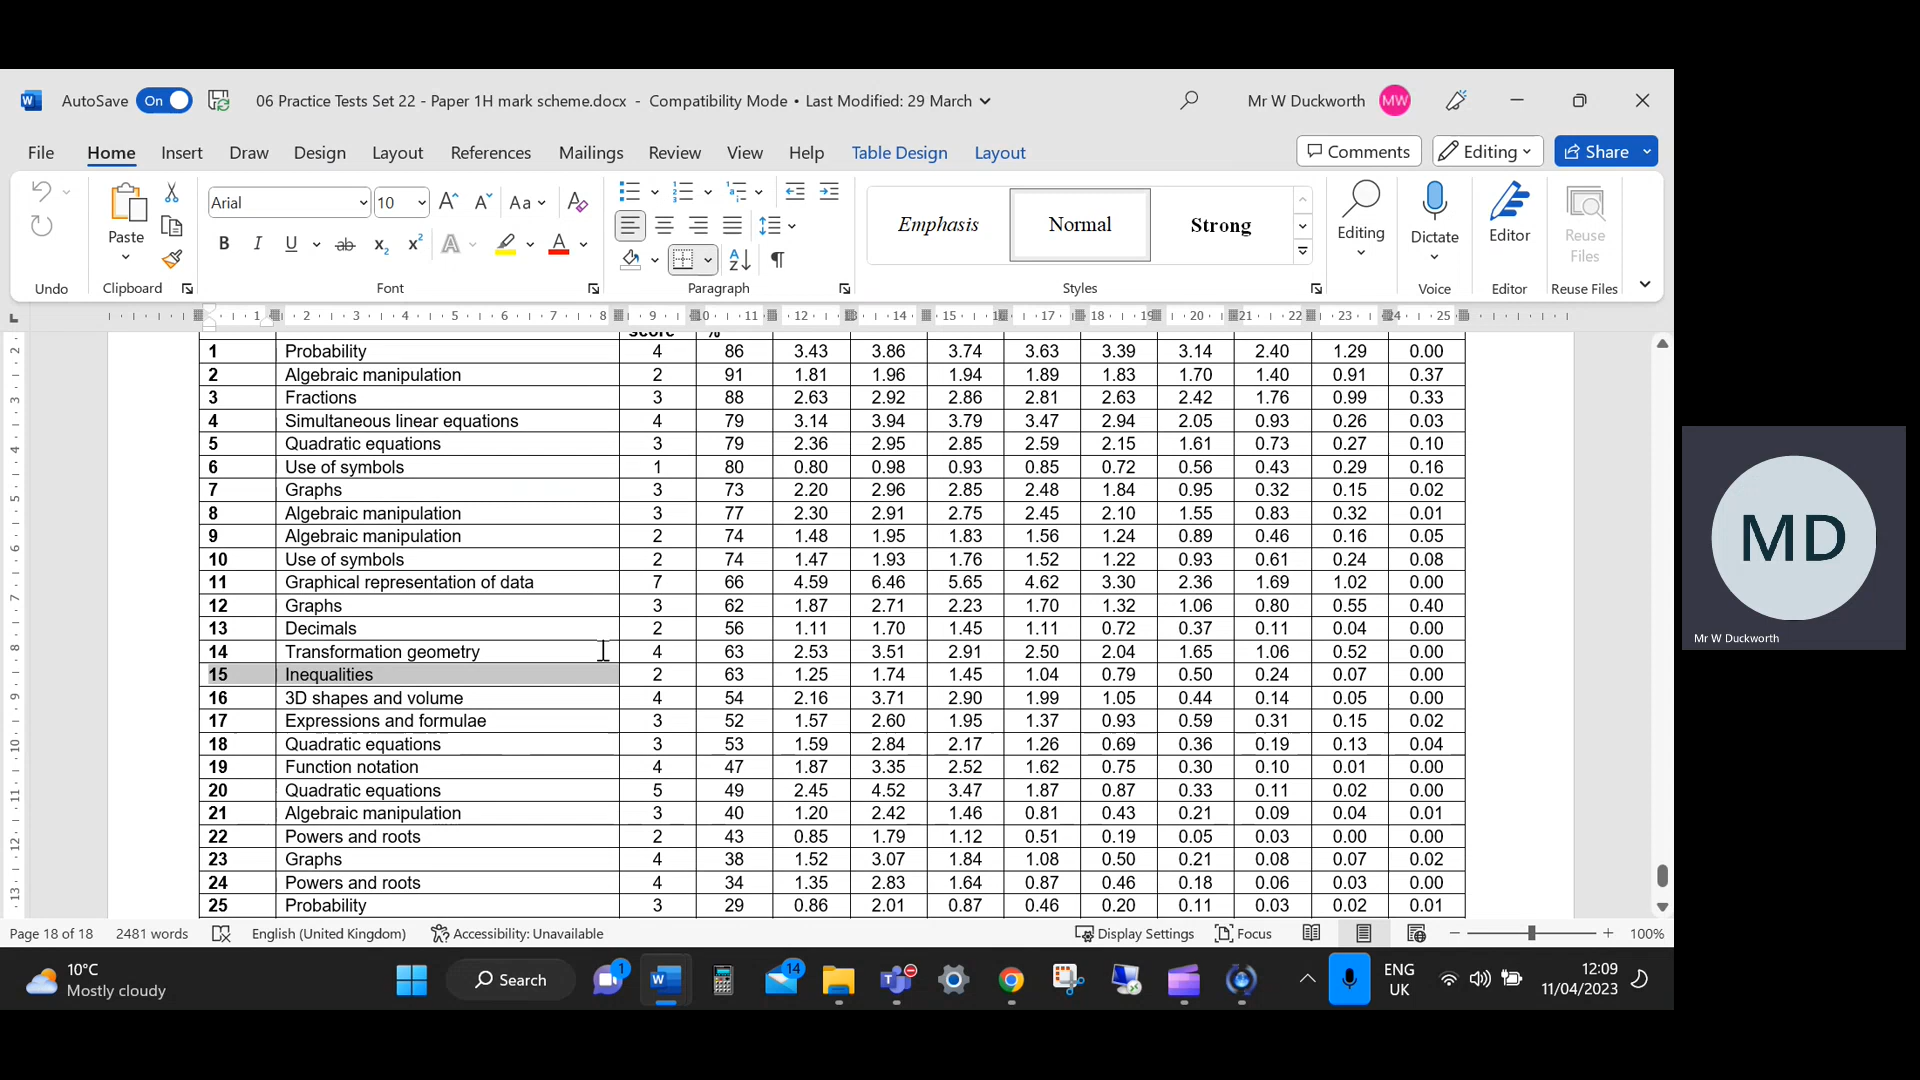 AutoSave On 06 Practice Tests Set 22 - Paper 1H mark scheme.docx - Compatibility Mode • Last Modified: 29 March Mr W Duckworth MW
File Home Insert Draw Design Layout References Mailings Review View Help Table Design Layout Comments Editing Share
Arial 10 Aa
Paste
B I U ab x2 x2 A A
Emphasis Normal Strong
Editing Dictate Editor Reuse Files
Undo Clipboard Font Paragraph Styles Voice Editor Reuse Files
1 2 3 4 5 6 7 8 9 10 11 12 13 14 15 16 17 18 19 20 21 22 23 24 25
score %
1 Probability 4 86 3.43 3.86 3.74 3.63 3.39 3.14 2.40 1.29 0.00
2 Algebraic manipulation 2 91 1.81 1.96 1.94 1.89 1.83 1.70 1.40 0.91 0.37
3 Fractions 3 88 2.63 2.92 2.86 2.81 2.63 2.42 1.76 0.99 0.33
4 Simultaneous linear equations 4 79 3.14 3.94 3.79 3.47 2.94 2.05 0.93 0.26 0.03
5 Quadratic equations 3 79 2.36 2.95 2.85 2.59 2.15 1.61 0.73 0.27 0.10
6 Use of symbols 1 80 0.80 0.98 0.93 0.85 0.72 0.56 0.43 0.29 0.16
7 Graphs 3 73 2.20 2.96 2.85 2.48 1.84 0.95 0.32 0.15 0.02
8 Algebraic manipulation 3 77 2.30 2.91 2.75 2.45 2.10 1.55 0.83 0.32 0.01
9 Algebraic manipulation 2 74 1.48 1.95 1.83 1.56 1.24 0.89 0.46 0.16 0.05
10 Use of symbols 2 74 1.47 1.93 1.76 1.52 1.22 0.93 0.61 0.24 0.08
11 Graphical representation of data 7 66 4.59 6.46 5.65 4.62 3.30 2.36 1.69 1.02 0.00
12 Graphs 3 62 1.87 2.71 2.23 1.70 1.32 1.06 0.80 0.55 0.40
13 Decimals 2 56 1.11 1.70 1.45 1.11 0.72 0.37 0.11 0.04 0.00
14 Transformation geometry 4 63 2.53 3.51 2.91 2.50 2.04 1.65 1.06 0.52 0.00
15 Inequalities 2 63 1.25 1.74 1.45 1.04 0.79 0.50 0.24 0.07 0.00
16 3D shapes and volume 4 54 2.16 3.71 2.90 1.99 1.05 0.44 0.14 0.05 0.00
17 Expressions and formulae 3 52 1.57 2.60 1.95 1.37 0.93 0.59 0.31 0.15 0.02
18 Quadratic equations 3 53 1.59 2.84 2.17 1.26 0.69 0.36 0.19 0.13 0.04
19 Function notation 4 47 1.87 3.35 2.52 1.62 0.75 0.30 0.10 0.01 0.00
20 Quadratic equations 5 49 2.45 4.52 3.47 1.87 0.87 0.33 0.11 0.02 0.00
21 Algebraic manipulation 3 40 1.20 2.42 1.46 0.81 0.43 0.21 0.09 0.04 0.01
22 Powers and roots 2 43 0.85 1.79 1.12 0.51 0.19 0.05 0.03 0.00 0.00
23 Graphs 4 38 1.52 3.07 1.84 1.08 0.50 0.21 0.08 0.07 0.02
24 Powers and roots 4 34 1.35 2.83 1.64 0.87 0.46 0.18 0.06 0.03 0.00
25 Probability 3 29 0.86 2.01 0.87 0.46 0.20 0.11 0.03 0.02 0.01
Page 18 of 18 2481 words English (United Kingdom) Accessibility: Unavailable Display Settings Focus 100%
10°C
Mostly cloudy
Search
1
14
ENG
UK
12:09
11/04/2023
MD
Mr W Duckworth